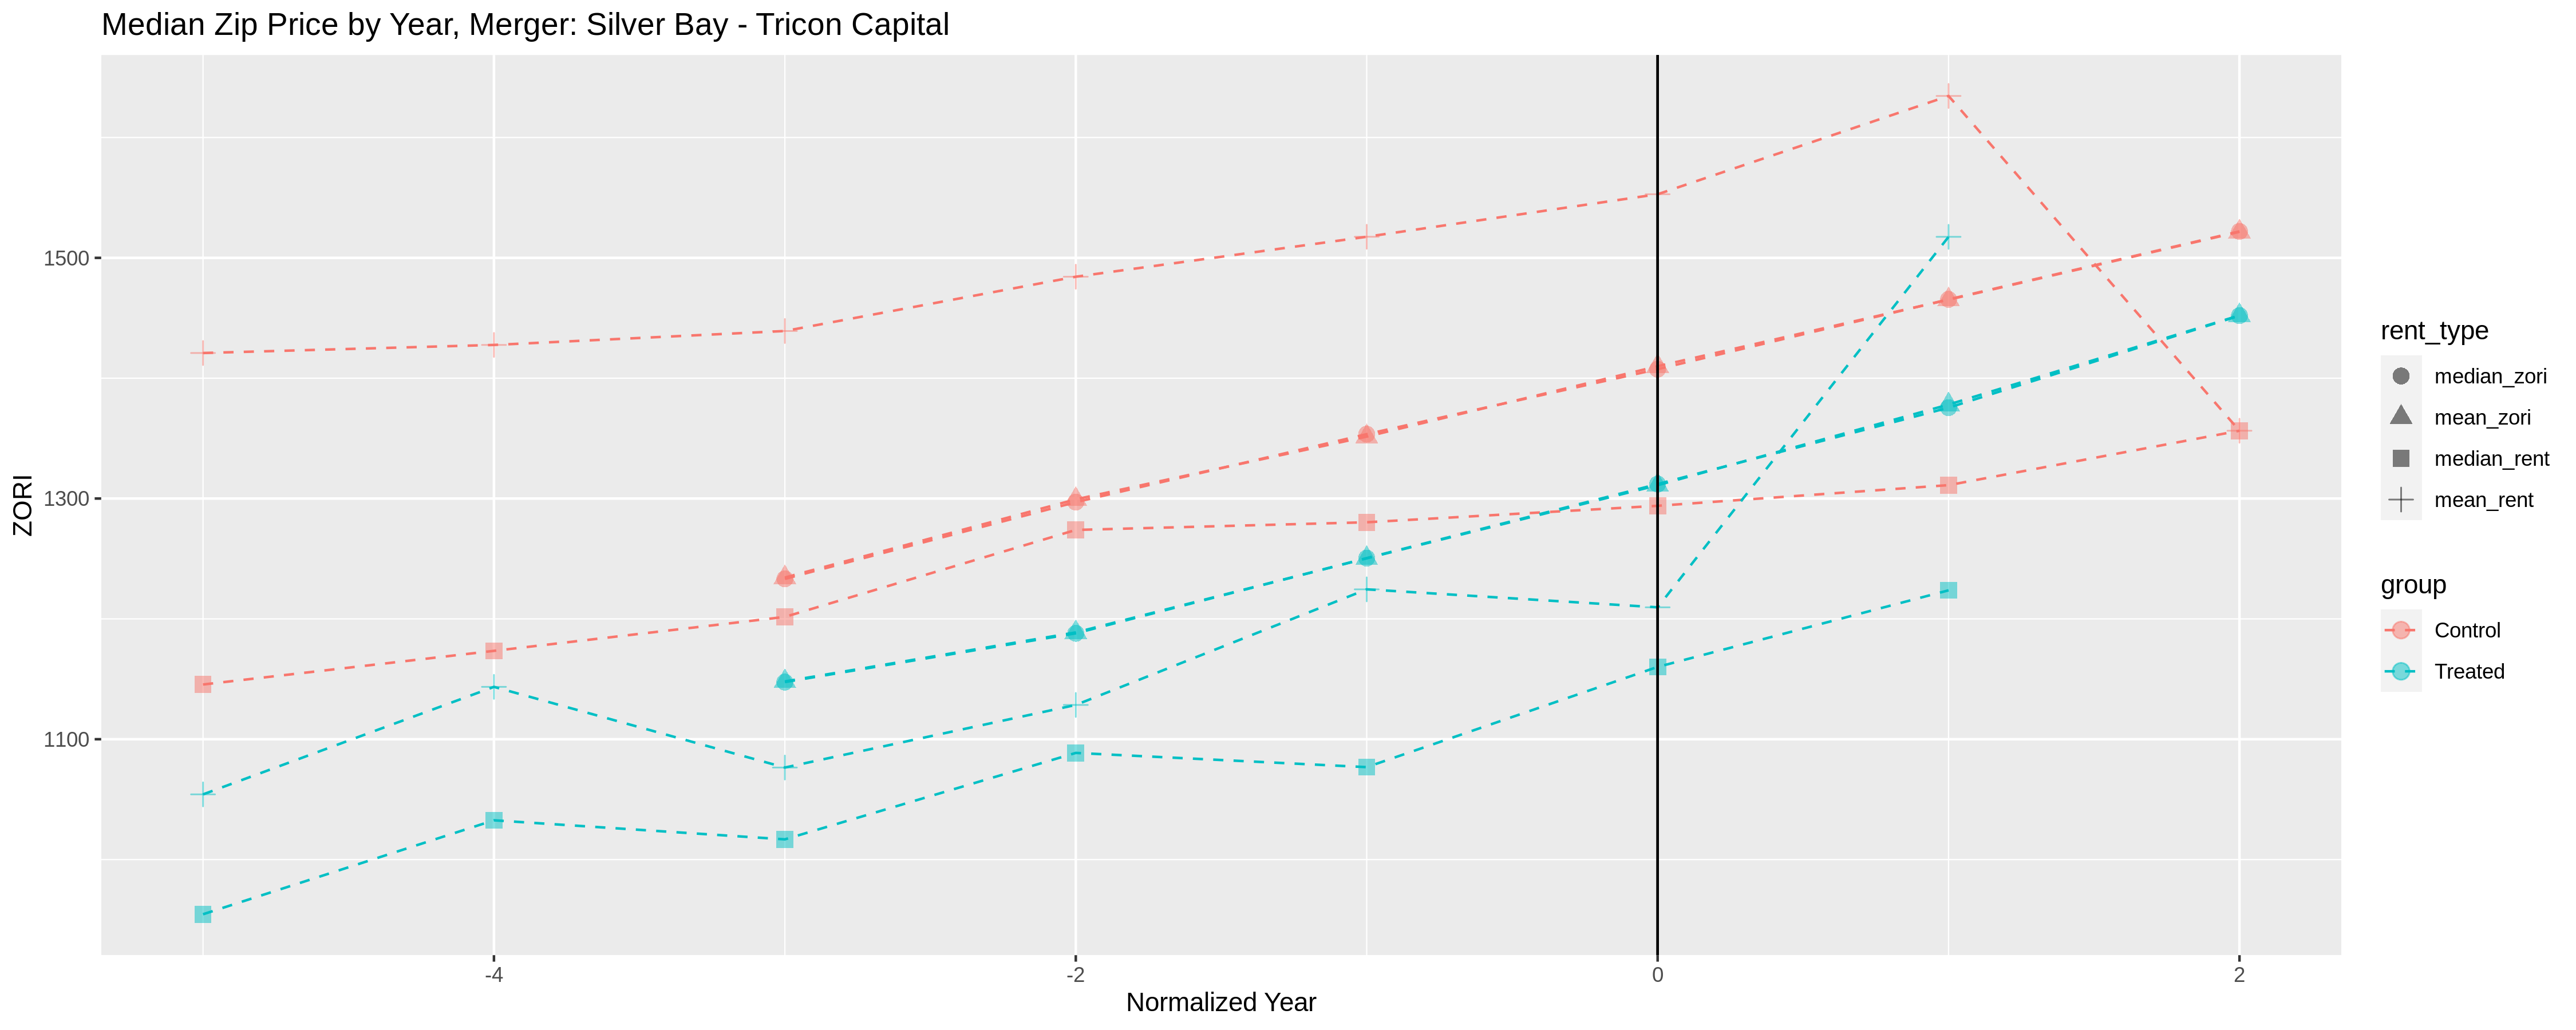 Median Zip Price by Year, Merger: Silver Bay - Tricon Capital
ZORI
1500
1300
1100
-4
-2
0
2
Normalized Year
rent_type
median_zori
mean_zori
median_rent
mean_rent
group
Control
Treated